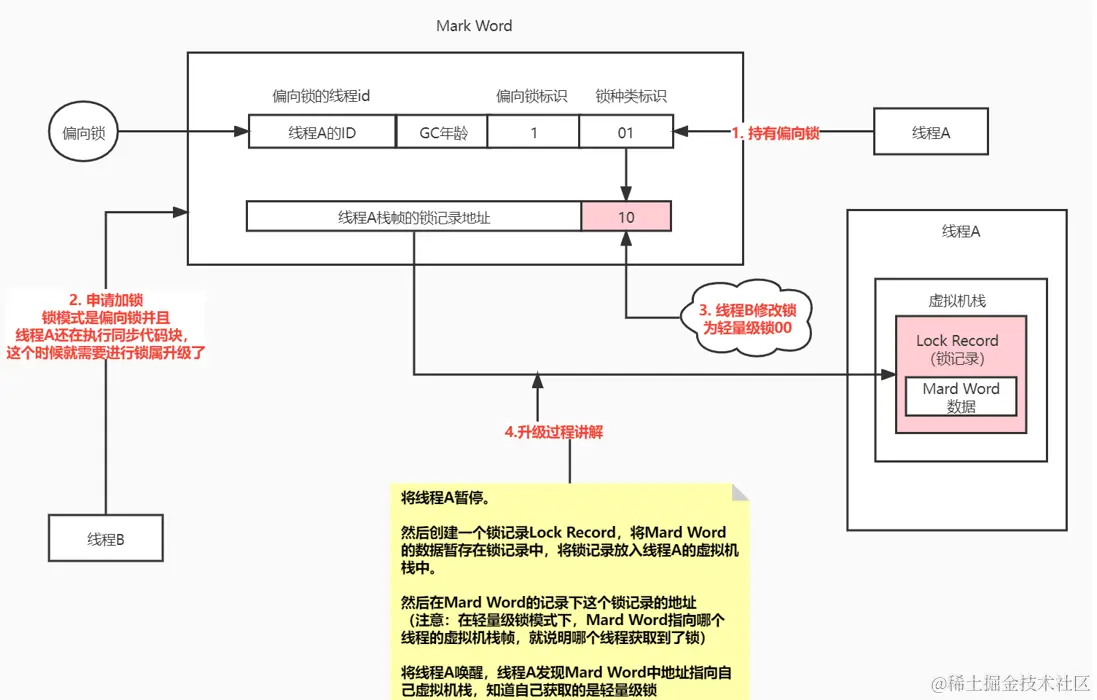 Mark Word
偏向锁的线程id
偏向锁标识
锁种类标识
偏向锁
线程A的ID
GC年龄
1
01
1. 持有偏向锁
线程A
线程A栈帧的锁记录地址
10
2. 申请加锁
锁模式是偏向锁并且
线程A还在执行同步代码块，
这个时候就需要进行锁属升级了
3. 线程B修改锁
为轻量级锁00
线程A
虚拟机栈
Lock Record
(锁记录)
Mard Word
数据
4.升级过程讲解
线程B
将线程A暂停。
然后创建一个锁记录Lock Record，将Mard Word
的数据暂存在锁记录中，将锁记录放入线程A的虚拟机
栈中。
然后在Mard Word的记录下这个锁记录的地址
（注意：在轻量级锁模式下，Mard Word指向哪个
线程的虚拟机栈帧，就说明哪个线程获取到了锁）
将线程A唤醒，线程A发现Mard Word中地址指向自
己虚拟机栈，知道自己获取的是轻量级锁
@稀土掘金技术社区